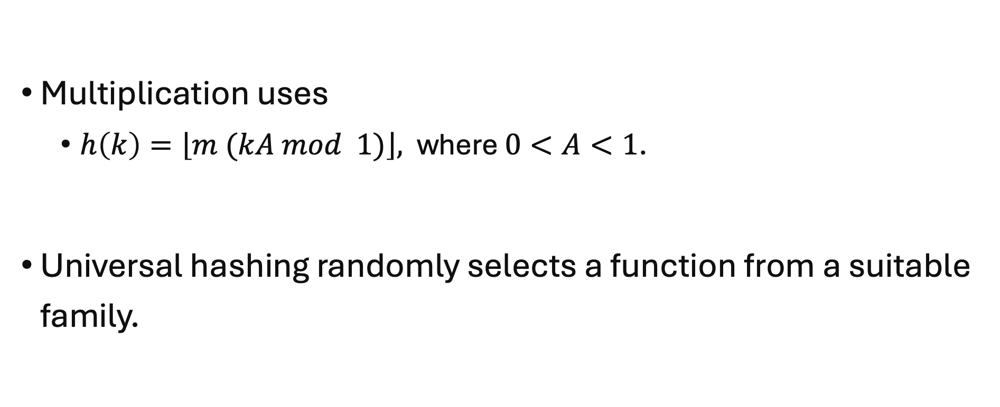 • Multiplication uses
• h(k) = ⌊m (kA mod 1)⌋, where 0 < A < 1.
• Universal hashing randomly selects a function from a suitable
family.